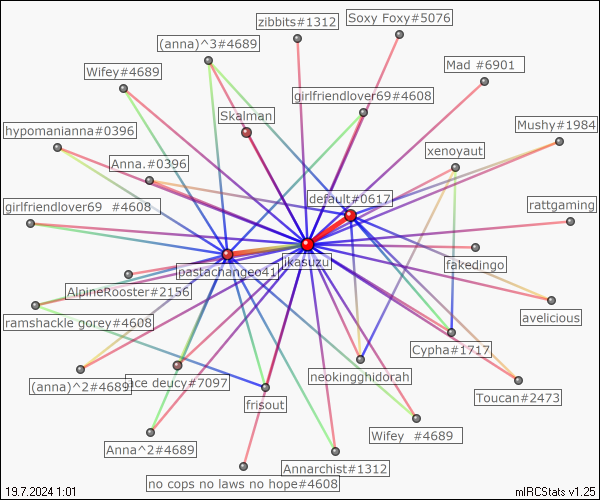 zibbits#1312
Soxy Foxy#5076
(anna)^3#4689
Wifey#4689
Mad #6901
girlfriendlover69#4608
Skalman
hypomanianna#0396
Mushy#1984
xenoyaut
Anna.#0396
default#0617
girlfriendlover69  #4608
rattgaming
jkasuzu
fakedingo
pastachangeo41
AlpineRooster#2156
avelicious
ramshackle gorey#4608
Cypha#1717
neokingghidorah
(anna)^2#4689
ace deucy#7097
Toucan#2473
frisout
Wifey  #4689
Anna^2#4689
Annarchist#1312
no cops no laws no hope#4608
19.7.2024 1:01
mIRCStats v1.25